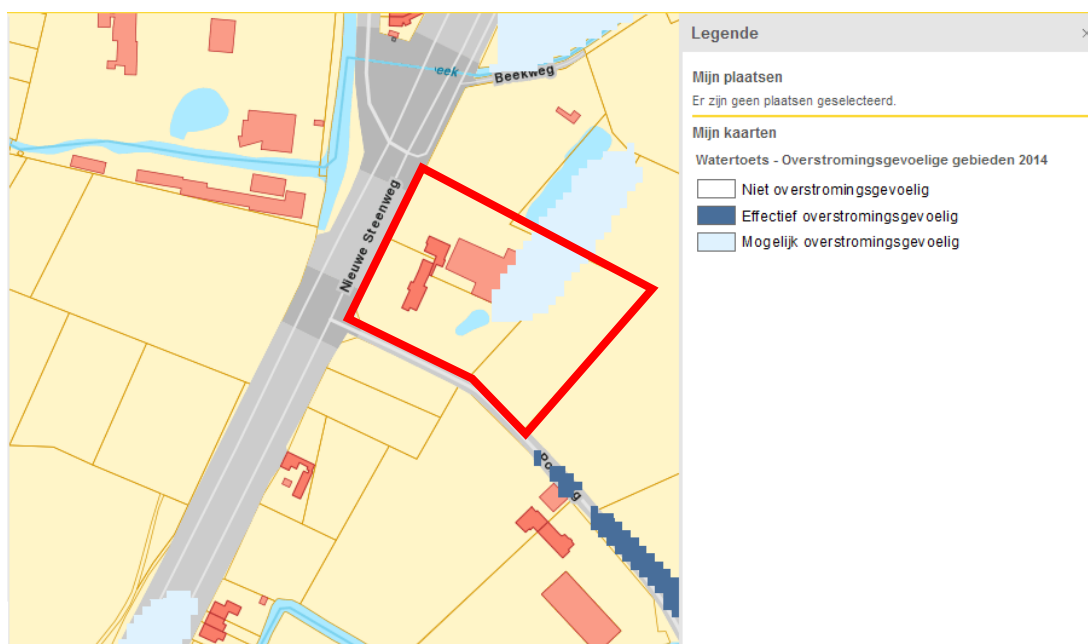 eek
Beekweg
Nieuwe Steenweg
Legende
×
Mijn plaatsen
Er zijn geen plaatsen geselecteerd.
Mijn kaarten
Watertoets - Overstromingsgevoelige gebieden 2014
Niet overstromingsgevoelig
Effectief overstromingsgevoelig
Mogelijk overstromingsgevoelig